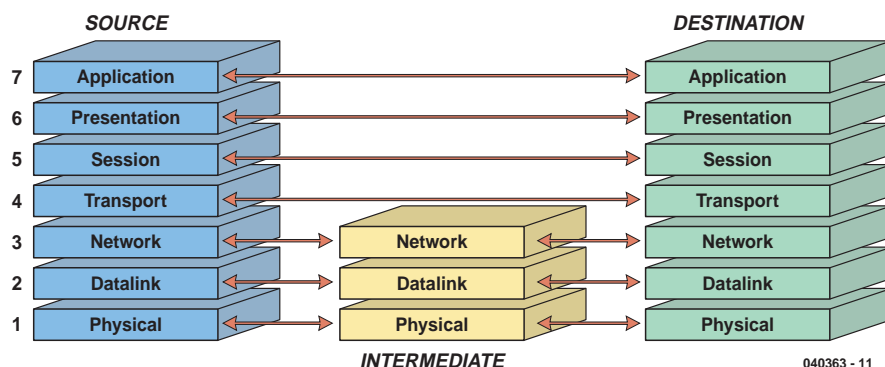 SOURCE DESTINATION
7 Application Application
6 Presentation Presentation
5 Session Session
4 Transport Transport
3 Network Network Network
2 Datalink Datalink Datalink
1 Physical Physical Physical
INTERMEDIATE
040363 - 11